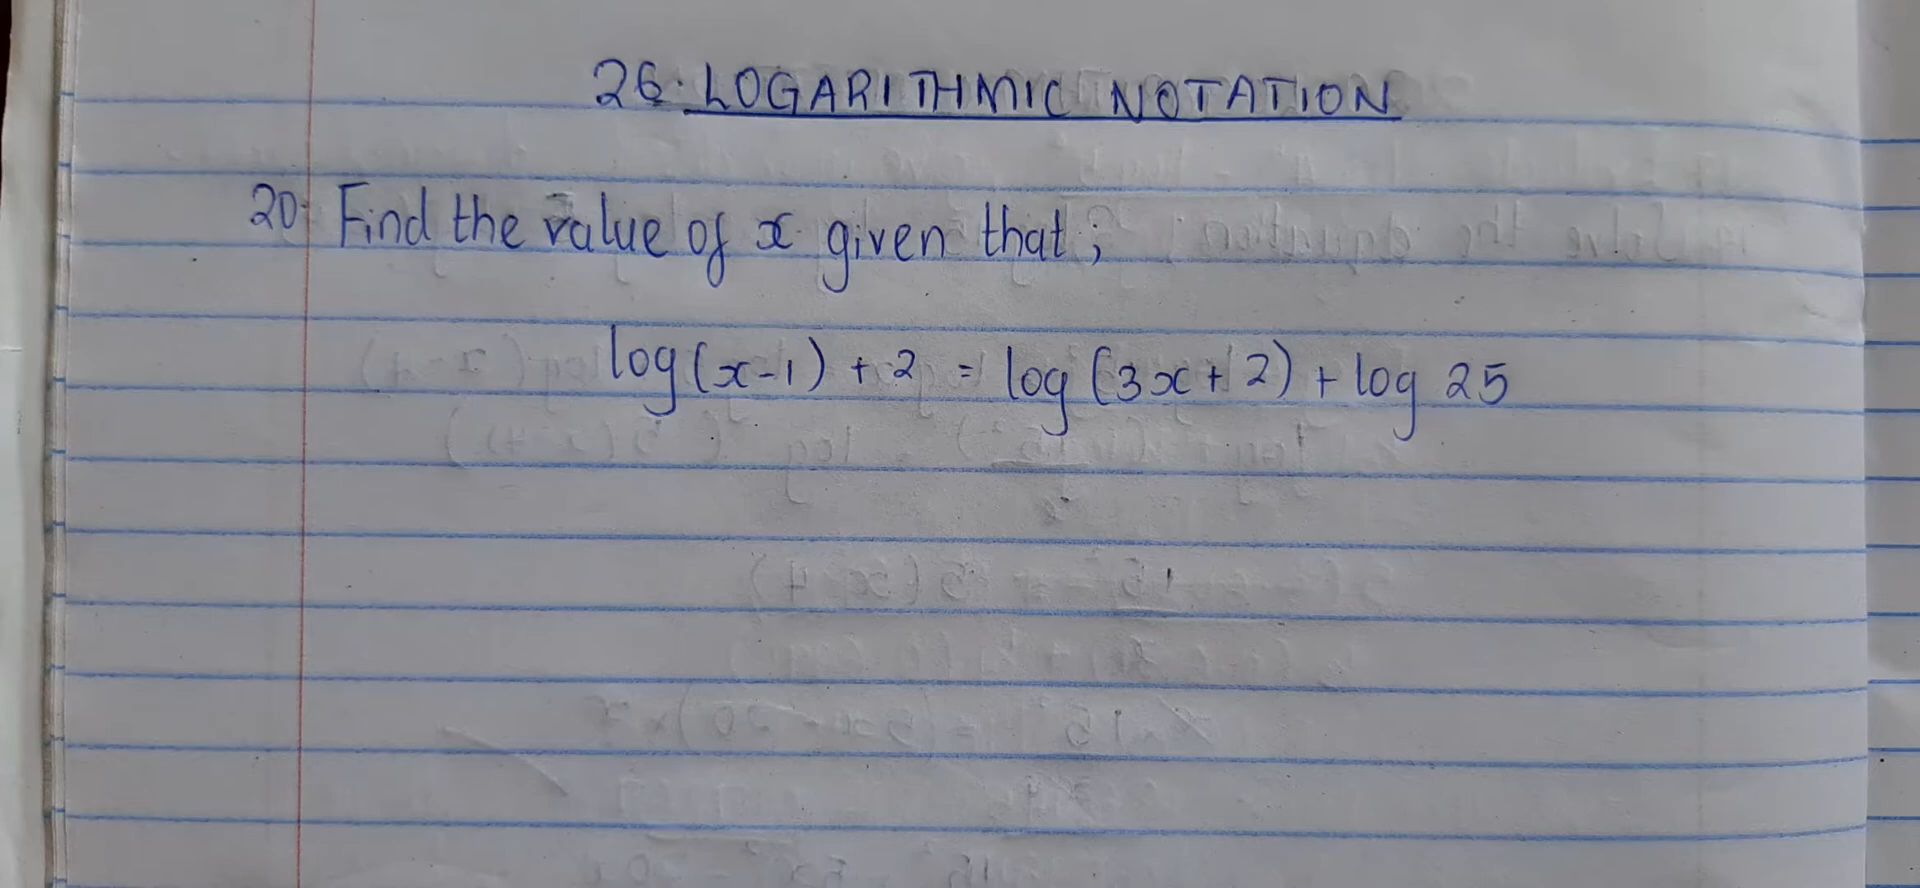 26. LOGARITHMIC NOTATION
20. Find the value of x given that;
log(x-1) + 2 = log (3x + 2) + log 25